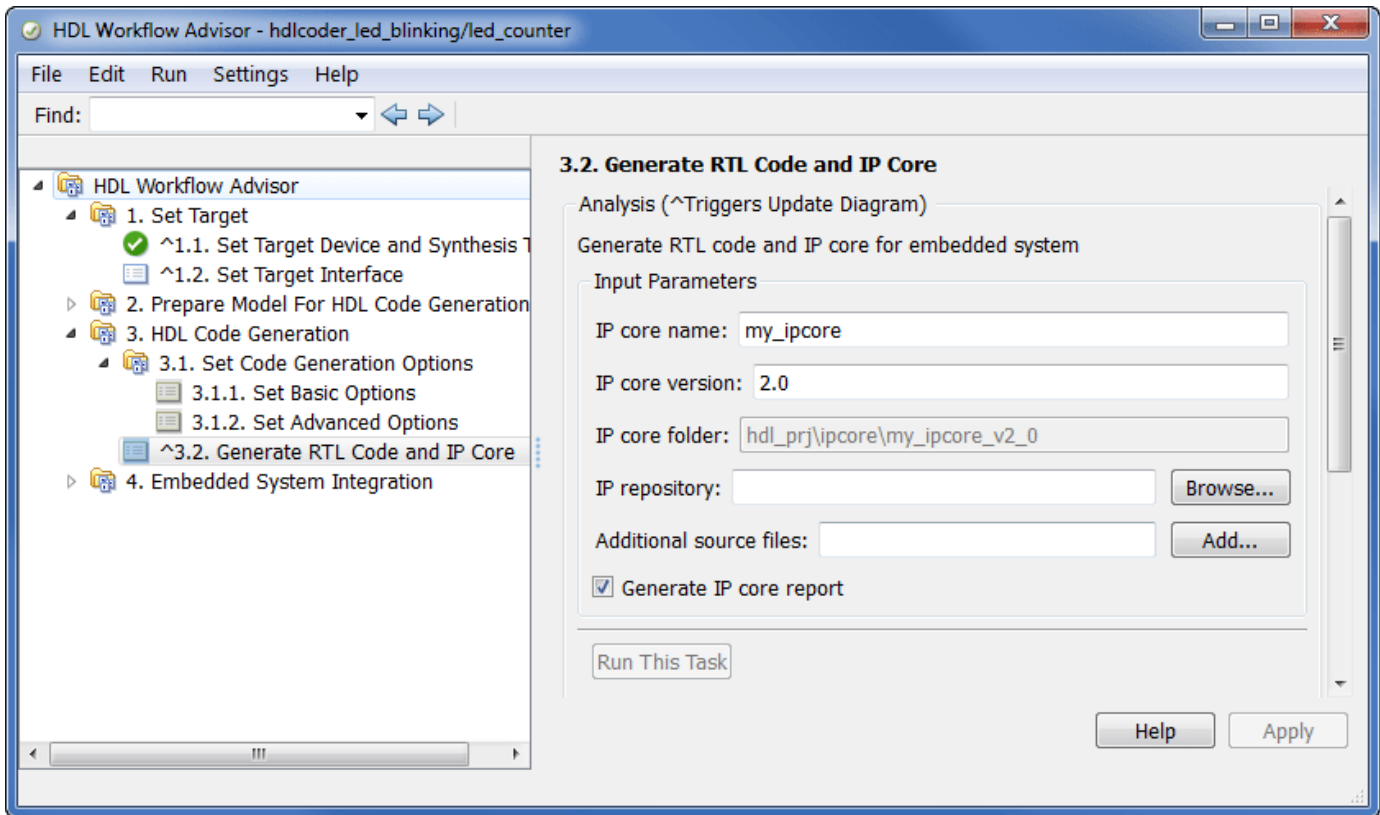 HDL Workflow Advisor - hdlcoder_led_blinking/led_counter
File Edit Run Settings Help
Find:
HDL Workflow Advisor
1. Set Target
^1.1. Set Target Device and Synthesis T
^1.2. Set Target Interface
2. Prepare Model For HDL Code Generation
3. HDL Code Generation
3.1. Set Code Generation Options
3.1.1. Set Basic Options
3.1.2. Set Advanced Options
^3.2. Generate RTL Code and IP Core
4. Embedded System Integration
3.2. Generate RTL Code and IP Core
Analysis (^Triggers Update Diagram)
Generate RTL code and IP core for embedded system
Input Parameters
IP core name: my_ipcore
IP core version: 2.0
IP core folder: hdl_prj\ipcore\my_ipcore_v2_0
IP repository: Browse...
Additional source files: Add...
Generate IP core report
Run This Task
Help Apply